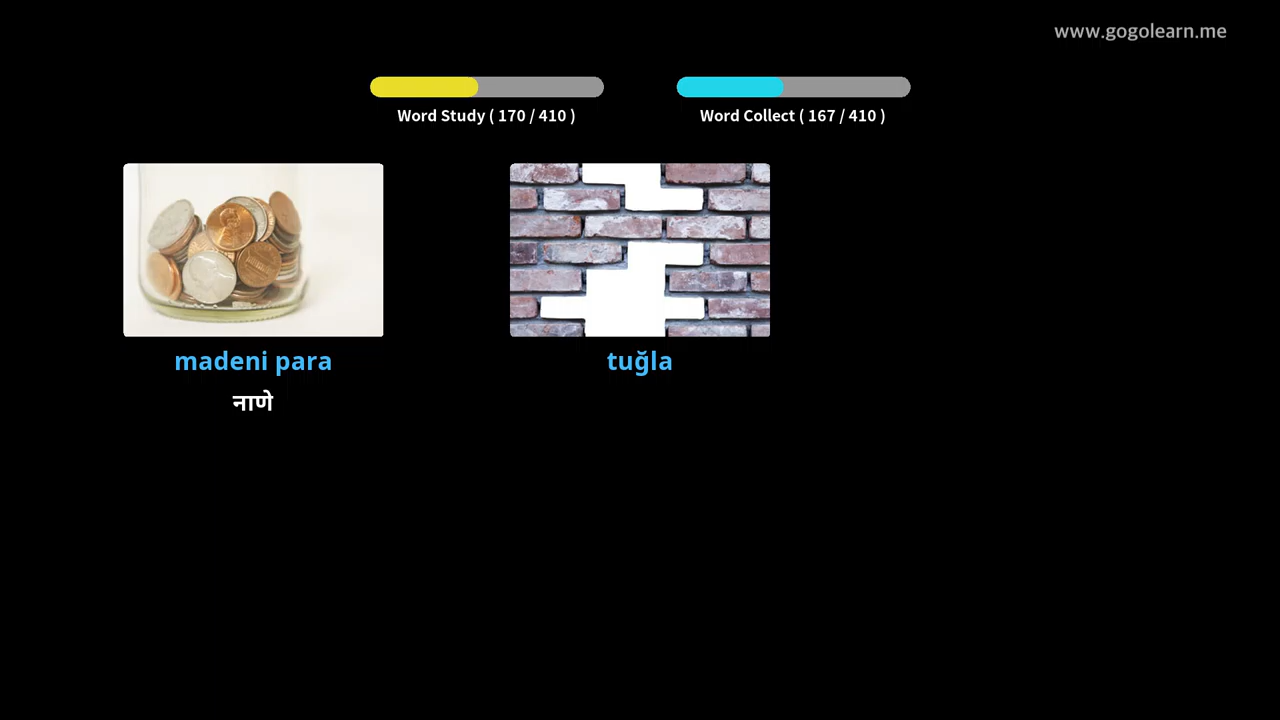 www.gogolearn.me
Word Study ( 170 / 410 )
Word Collect ( 167 / 410 )
madeni para
नाणे
tuğla